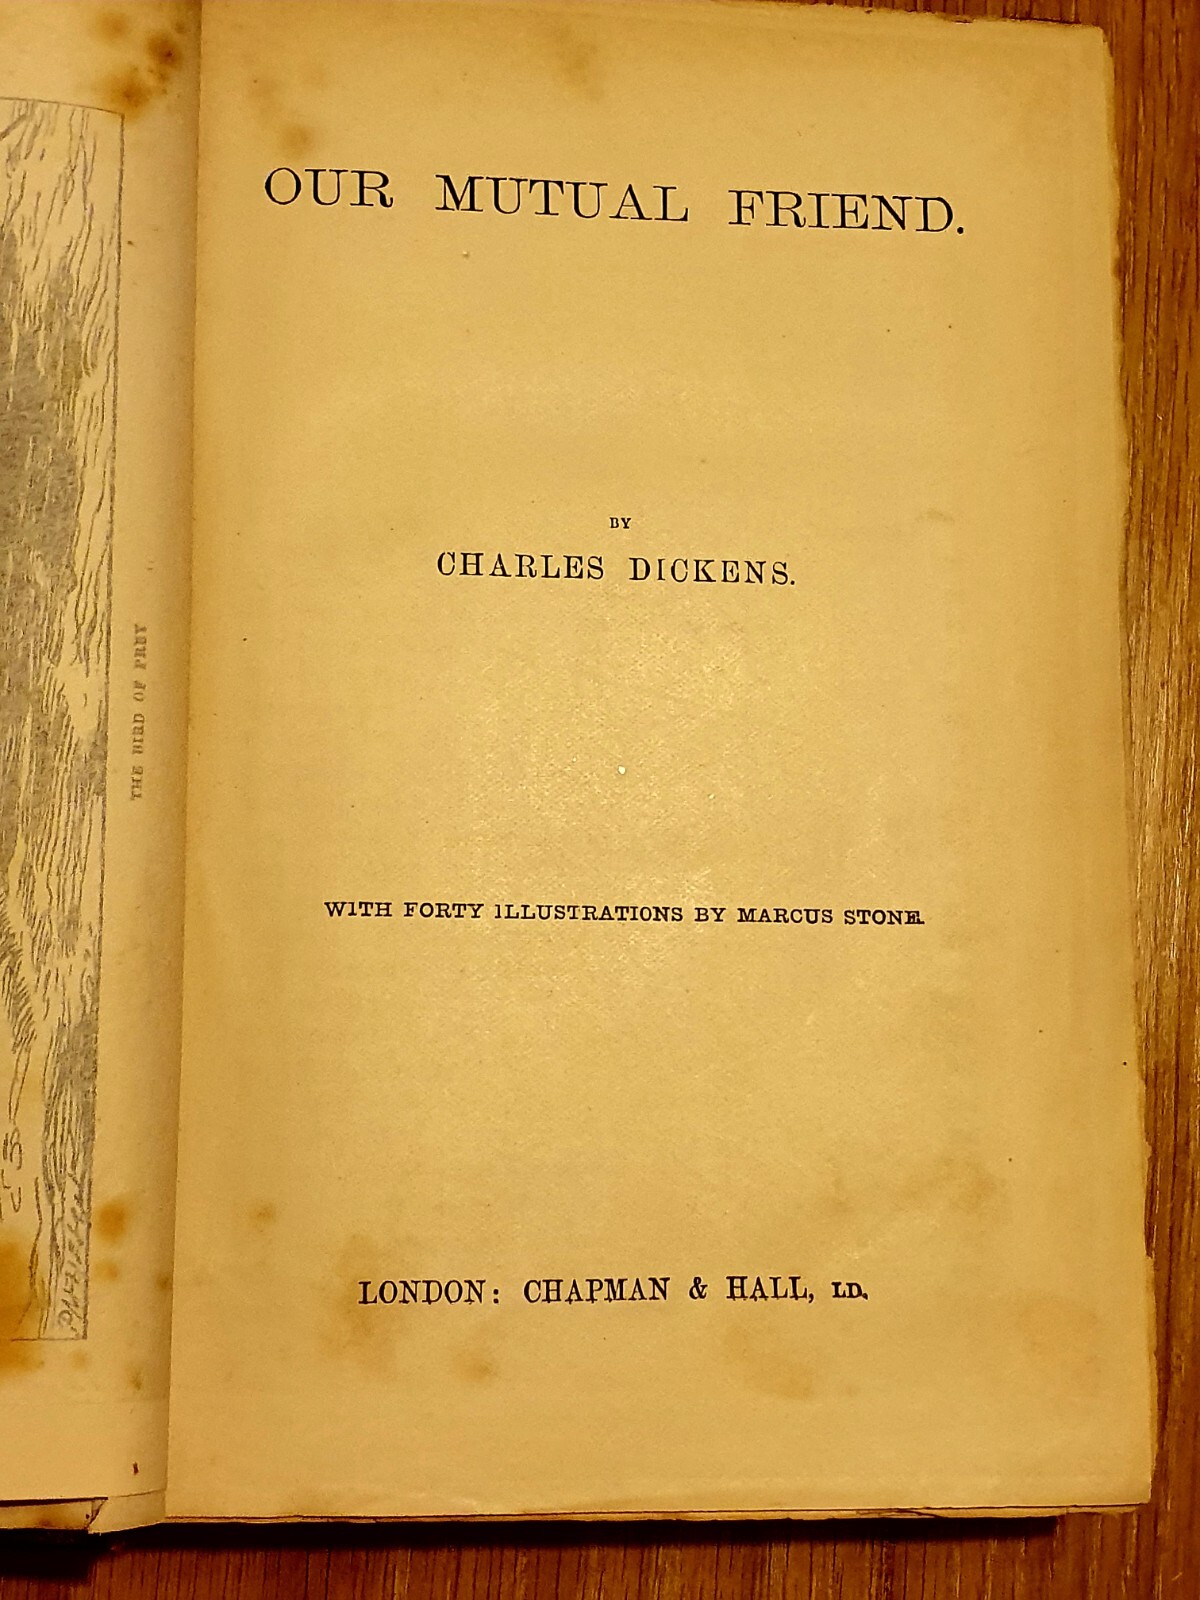 THE BIRD OF PREY
OUR MUTUAL FRIEND.
BY
CHARLES DICKENS.
WITH FORTY ILLUSTRATIONS BY MARCUS STONE.
LONDON: CHAPMAN & HALL, LD.